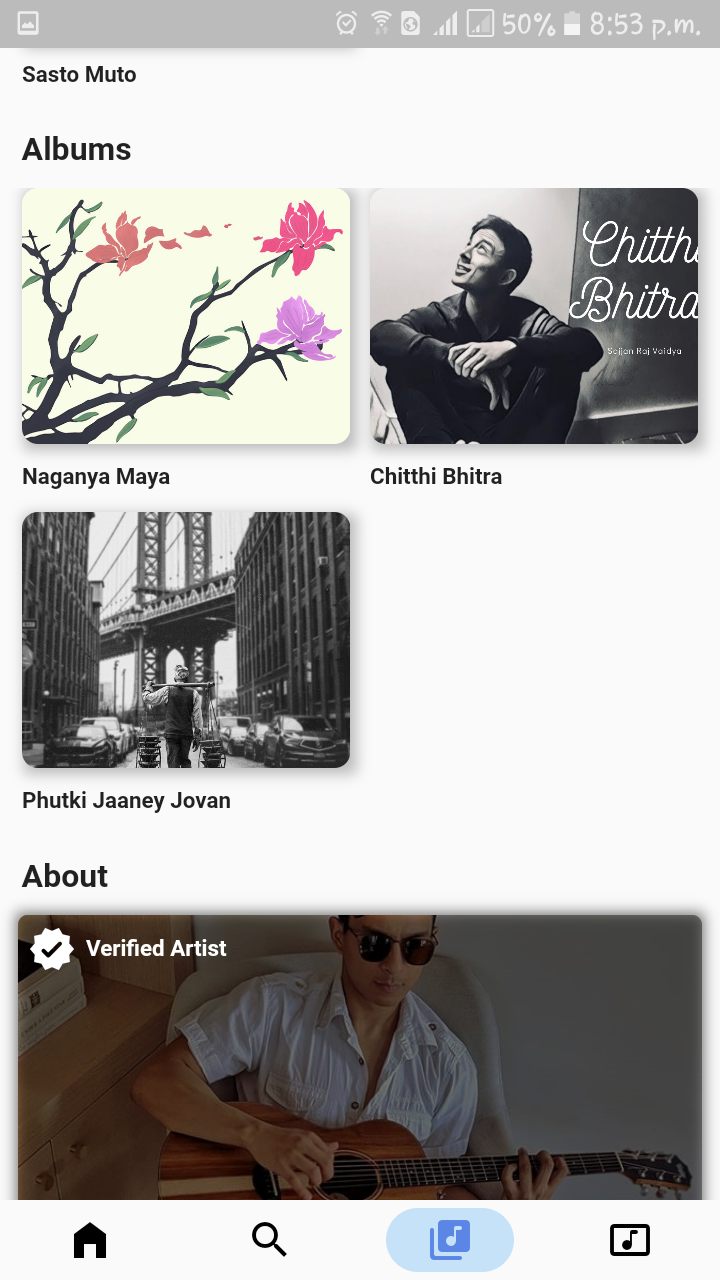 50% 8:53 p.m.
Sasto Muto
Albums
Chitthi
Bhitra
Sajjan Raj Vaidya
Naganya Maya
Chitthi Bhitra
Phutki Jaaney Jovan
About
Verified Artist